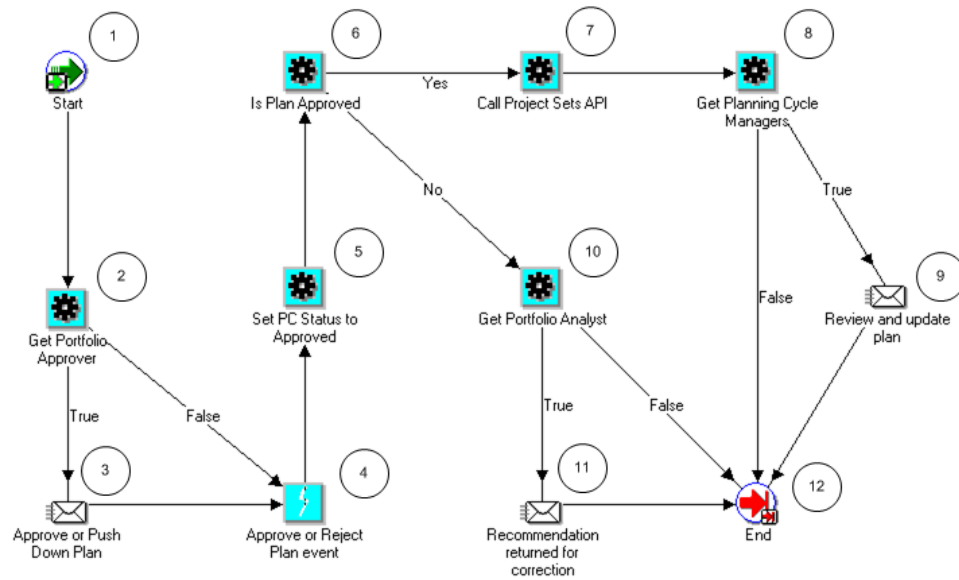 1
Start
2
Get Portfolio
Approver
True
False
3
Approve or Push
Down Plan
4
Approve or Reject
Plan event
5
Set PC Status to
Approved
6
Is Plan Approved
Yes
No
7
Call Project Sets API
8
Get Planning Cycle
Managers
True
False
9
Review and update
plan
10
Get Portfolio Analyst
True
False
11
Recommendation
returned for
correction
12
End